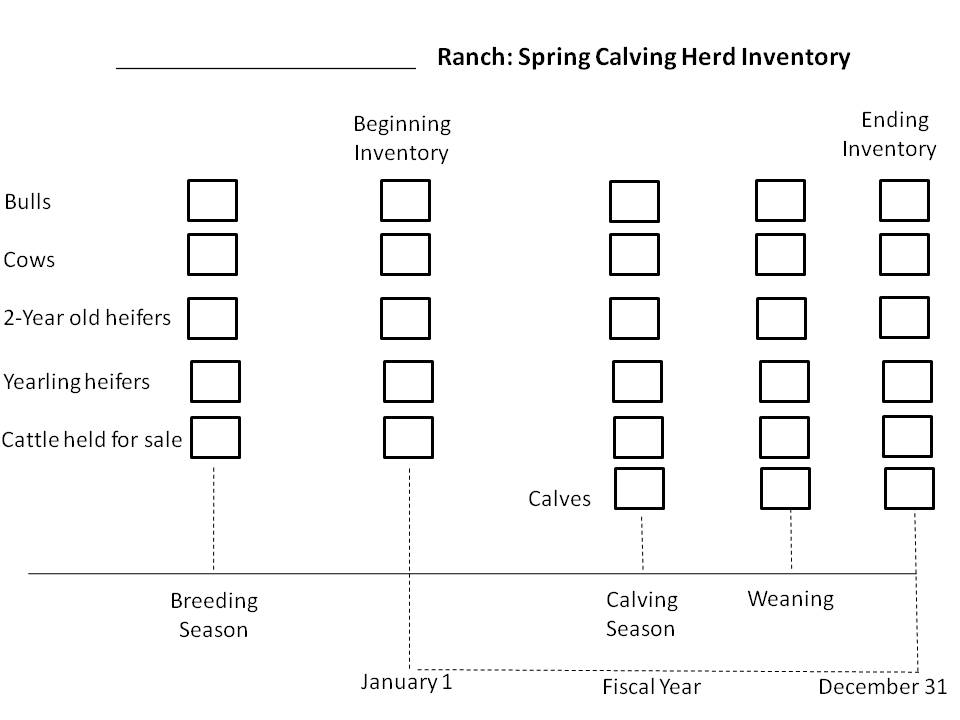 Ranch: Spring Calving Herd Inventory
Beginning
Inventory
Ending
Inventory
Bulls
Cows
2-Year old heifers
Yearling heifers
Cattle held for sale
Calves
Breeding
Season
Calving
Season
Weaning
January 1
Fiscal Year
December 31